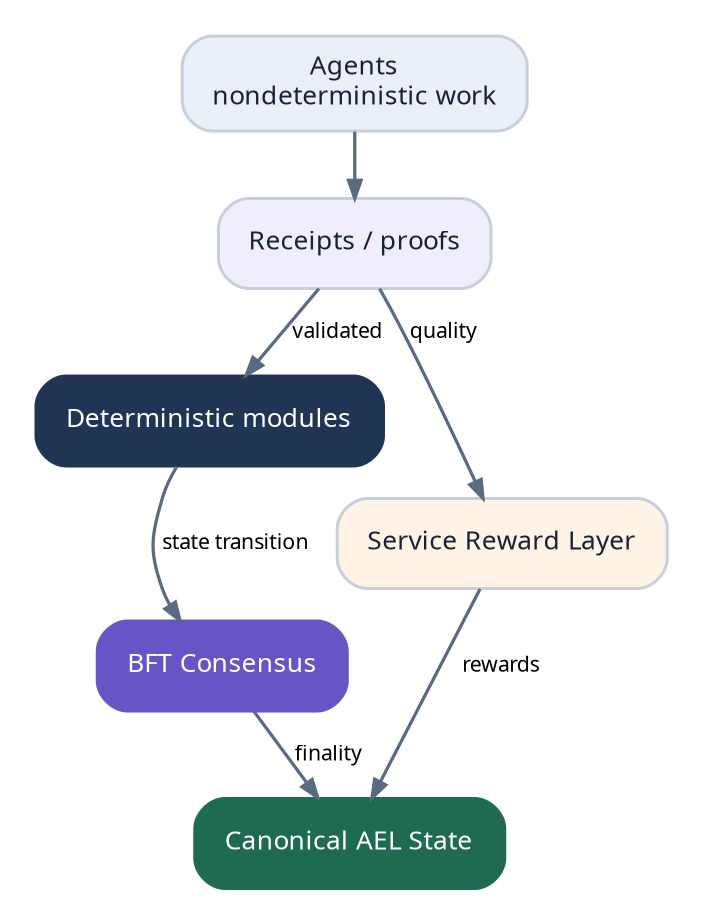 Agents
nondeterministic work
Receipts / proofs
validated
quality
Deterministic modules
state transition
Service Reward Layer
BFT Consensus
rewards
finality
Canonical AEL State